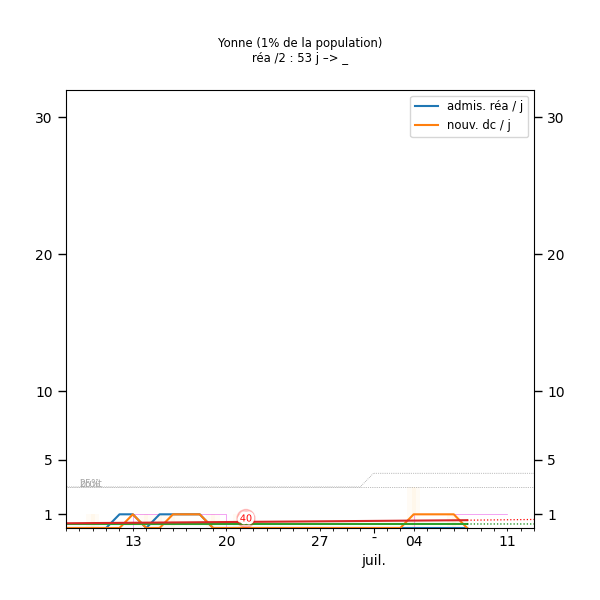 Yonne (1% de la population)
réa /2 : 53 j –> _
admis. réa / j
nouv. dc / j
30 30
20 20
10 10
5 5
1 40 1
13 20 27 - 04 11
juil.